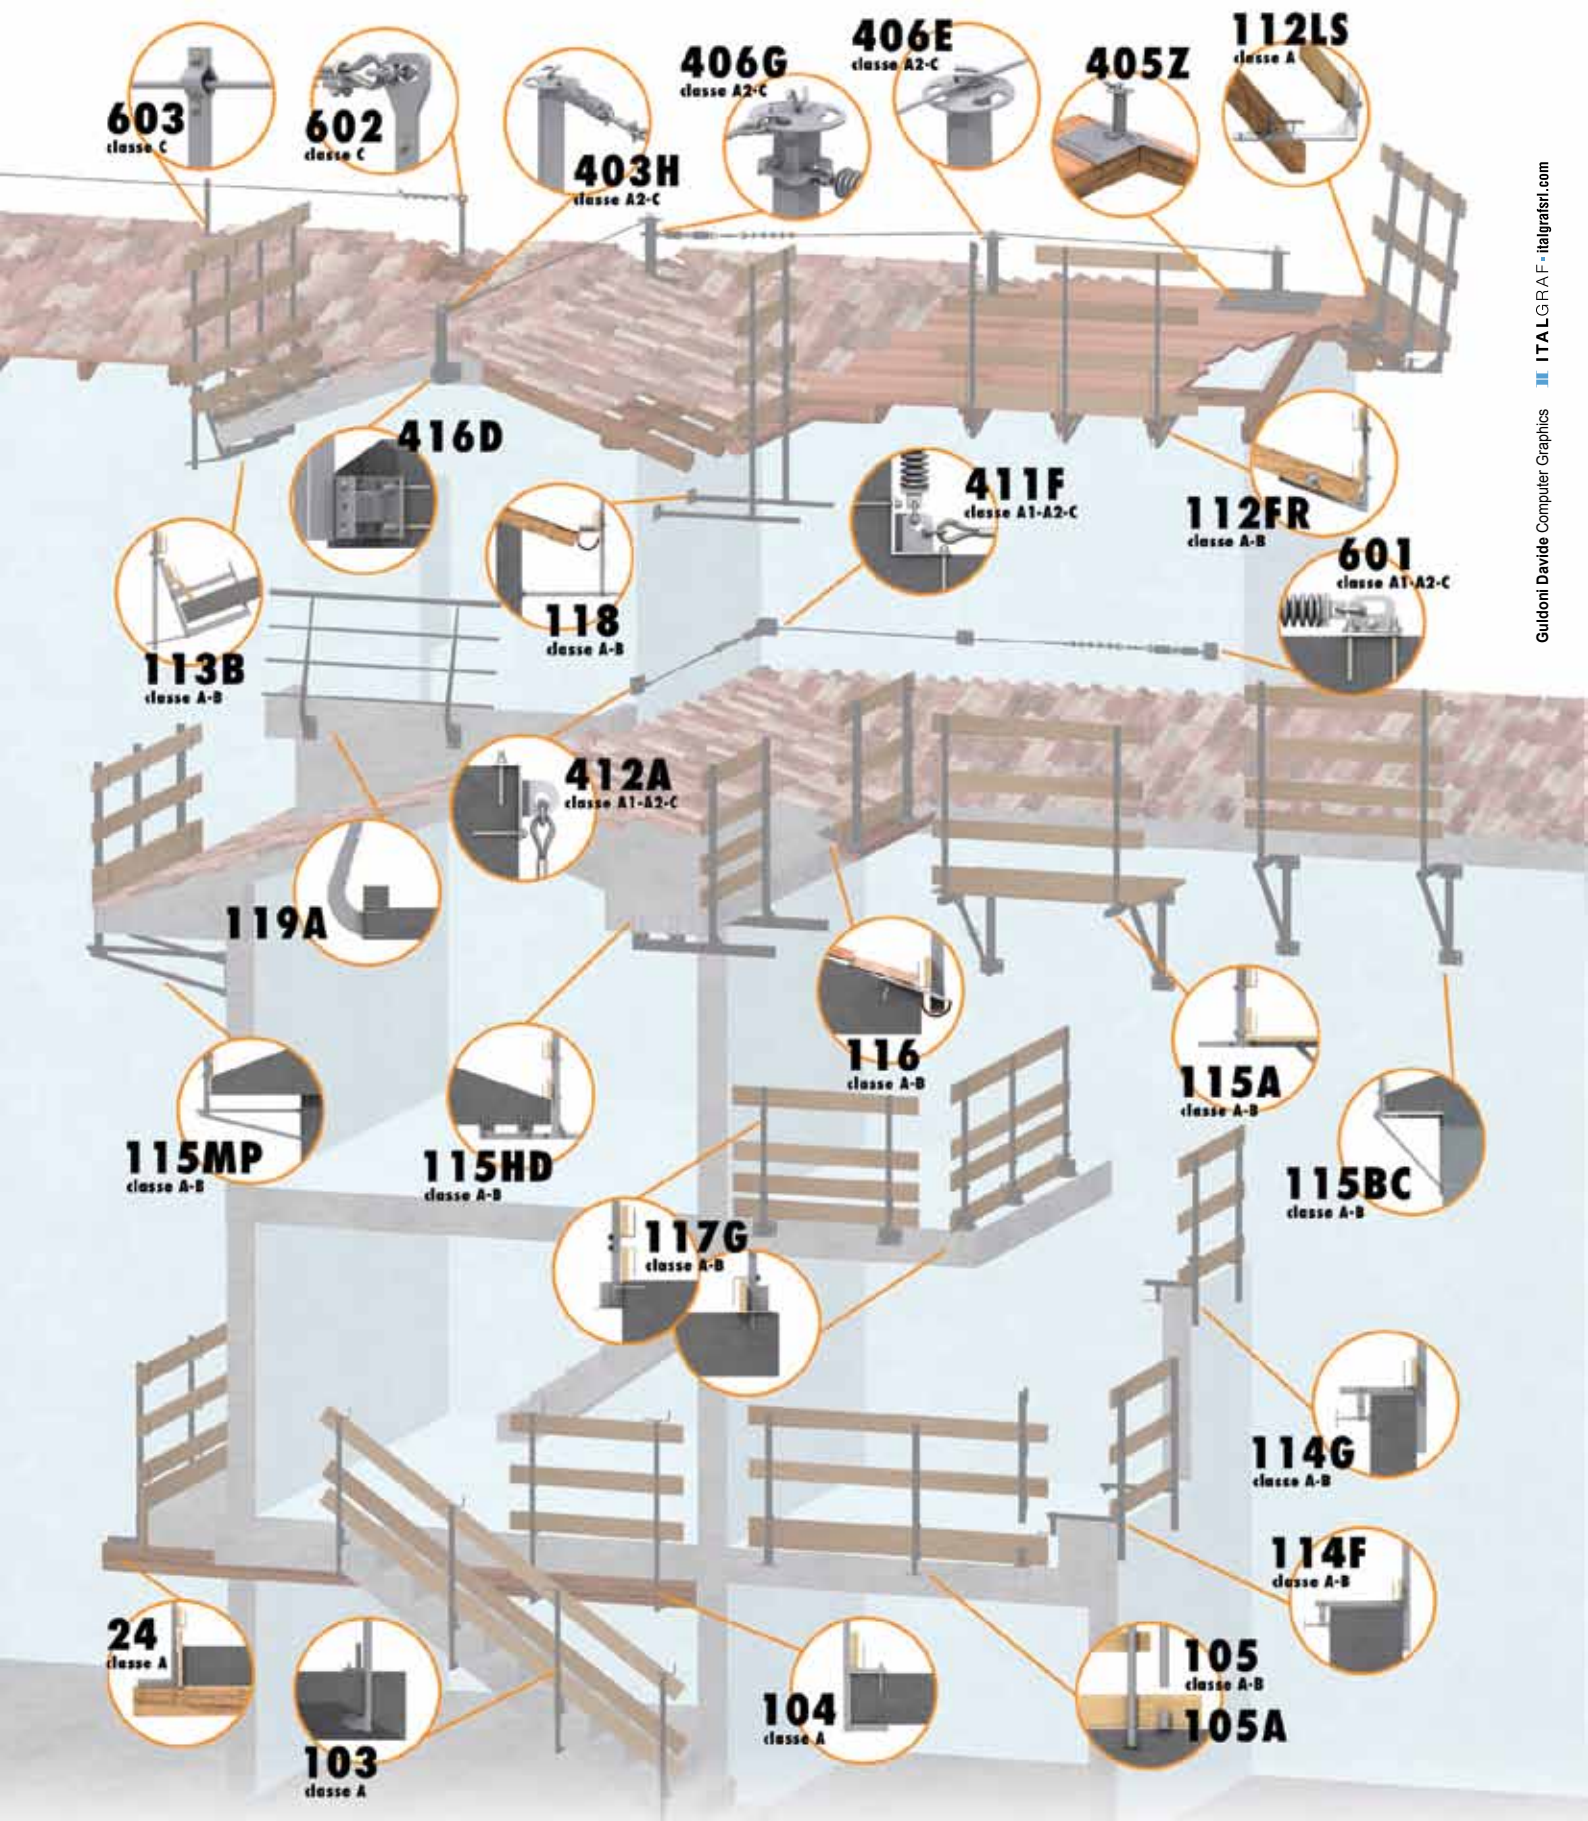 603
classe C
602
classe C
403H
classe A2-C
406G
classe A2-C
406E
classe A2-C
405Z
112LS
classe A
416D
118
classe A-B
411F
classe A1-A2-C
112FR
classe A-B
601
classe A1-A2-C
113B
classe A-B
412A
classe A1-A2-C
119A
116
classe A-B
115A
classe A-B
115MP
classe A-B
115HD
classe A-B
115BC
classe A-B
117G
classe A-B
114G
classe A-B
114F
classe A-B
24
classe A
103
classe A
104
classe A
105
classe A-B
105A
Guidoni Davide Computer Graphics ITALGRAF • italgrafsrl.com